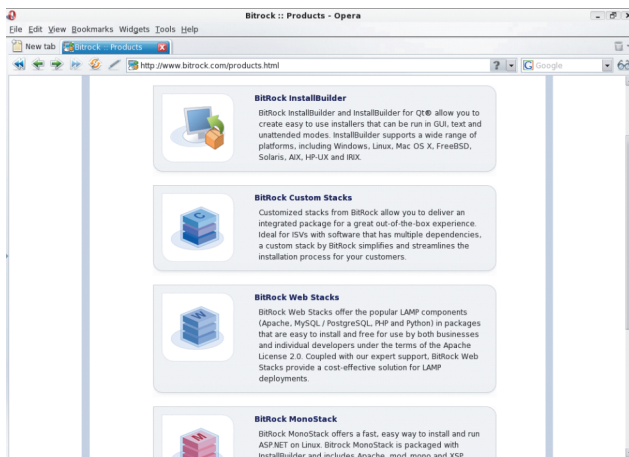 Bitrock :: Products - Opera
File Edit View Bookmarks Widgets Tools Help
New tab Bitrock :: Products
http://www.bitrock.com/products.html ? Google
BitRock InstallBuilder
BitRock InstallBuilder and InstallBuilder for Qt® allow you to
create easy to use installers that can be run in GUI, text and
unattended modes. InstallBuilder supports a wide range of
platforms, including Windows, Linux, Mac OS X, FreeBSD,
Solaris, AIX, HP-UX and IRIX.
C
BitRock Custom Stacks
Customized stacks from BitRock allow you to deliver an
integrated package for a great out-of-the-box experience.
Ideal for ISVs with software that has multiple dependencies,
a custom stack by BitRock simplifies and streamlines the
installation process for your customers.
W
BitRock Web Stacks
BitRock Web Stacks offer the popular LAMP components
(Apache, MySQL / PostgreSQL, PHP and Python) in packages
that are easy to install and free for use by both businesses
and individual developers under the terms of the Apache
License 2.0. Coupled with our expert support, BitRock Web
Stacks provide a cost-effective solution for LAMP
deployments.
M
BitRock MonoStack
BitRock MonoStack offers a fast, easy way to install and run
ASP.NET on Linux. Bitrock MonoStack is packaged with
InstallBuilder and includes Apache, mod_mono and XSP